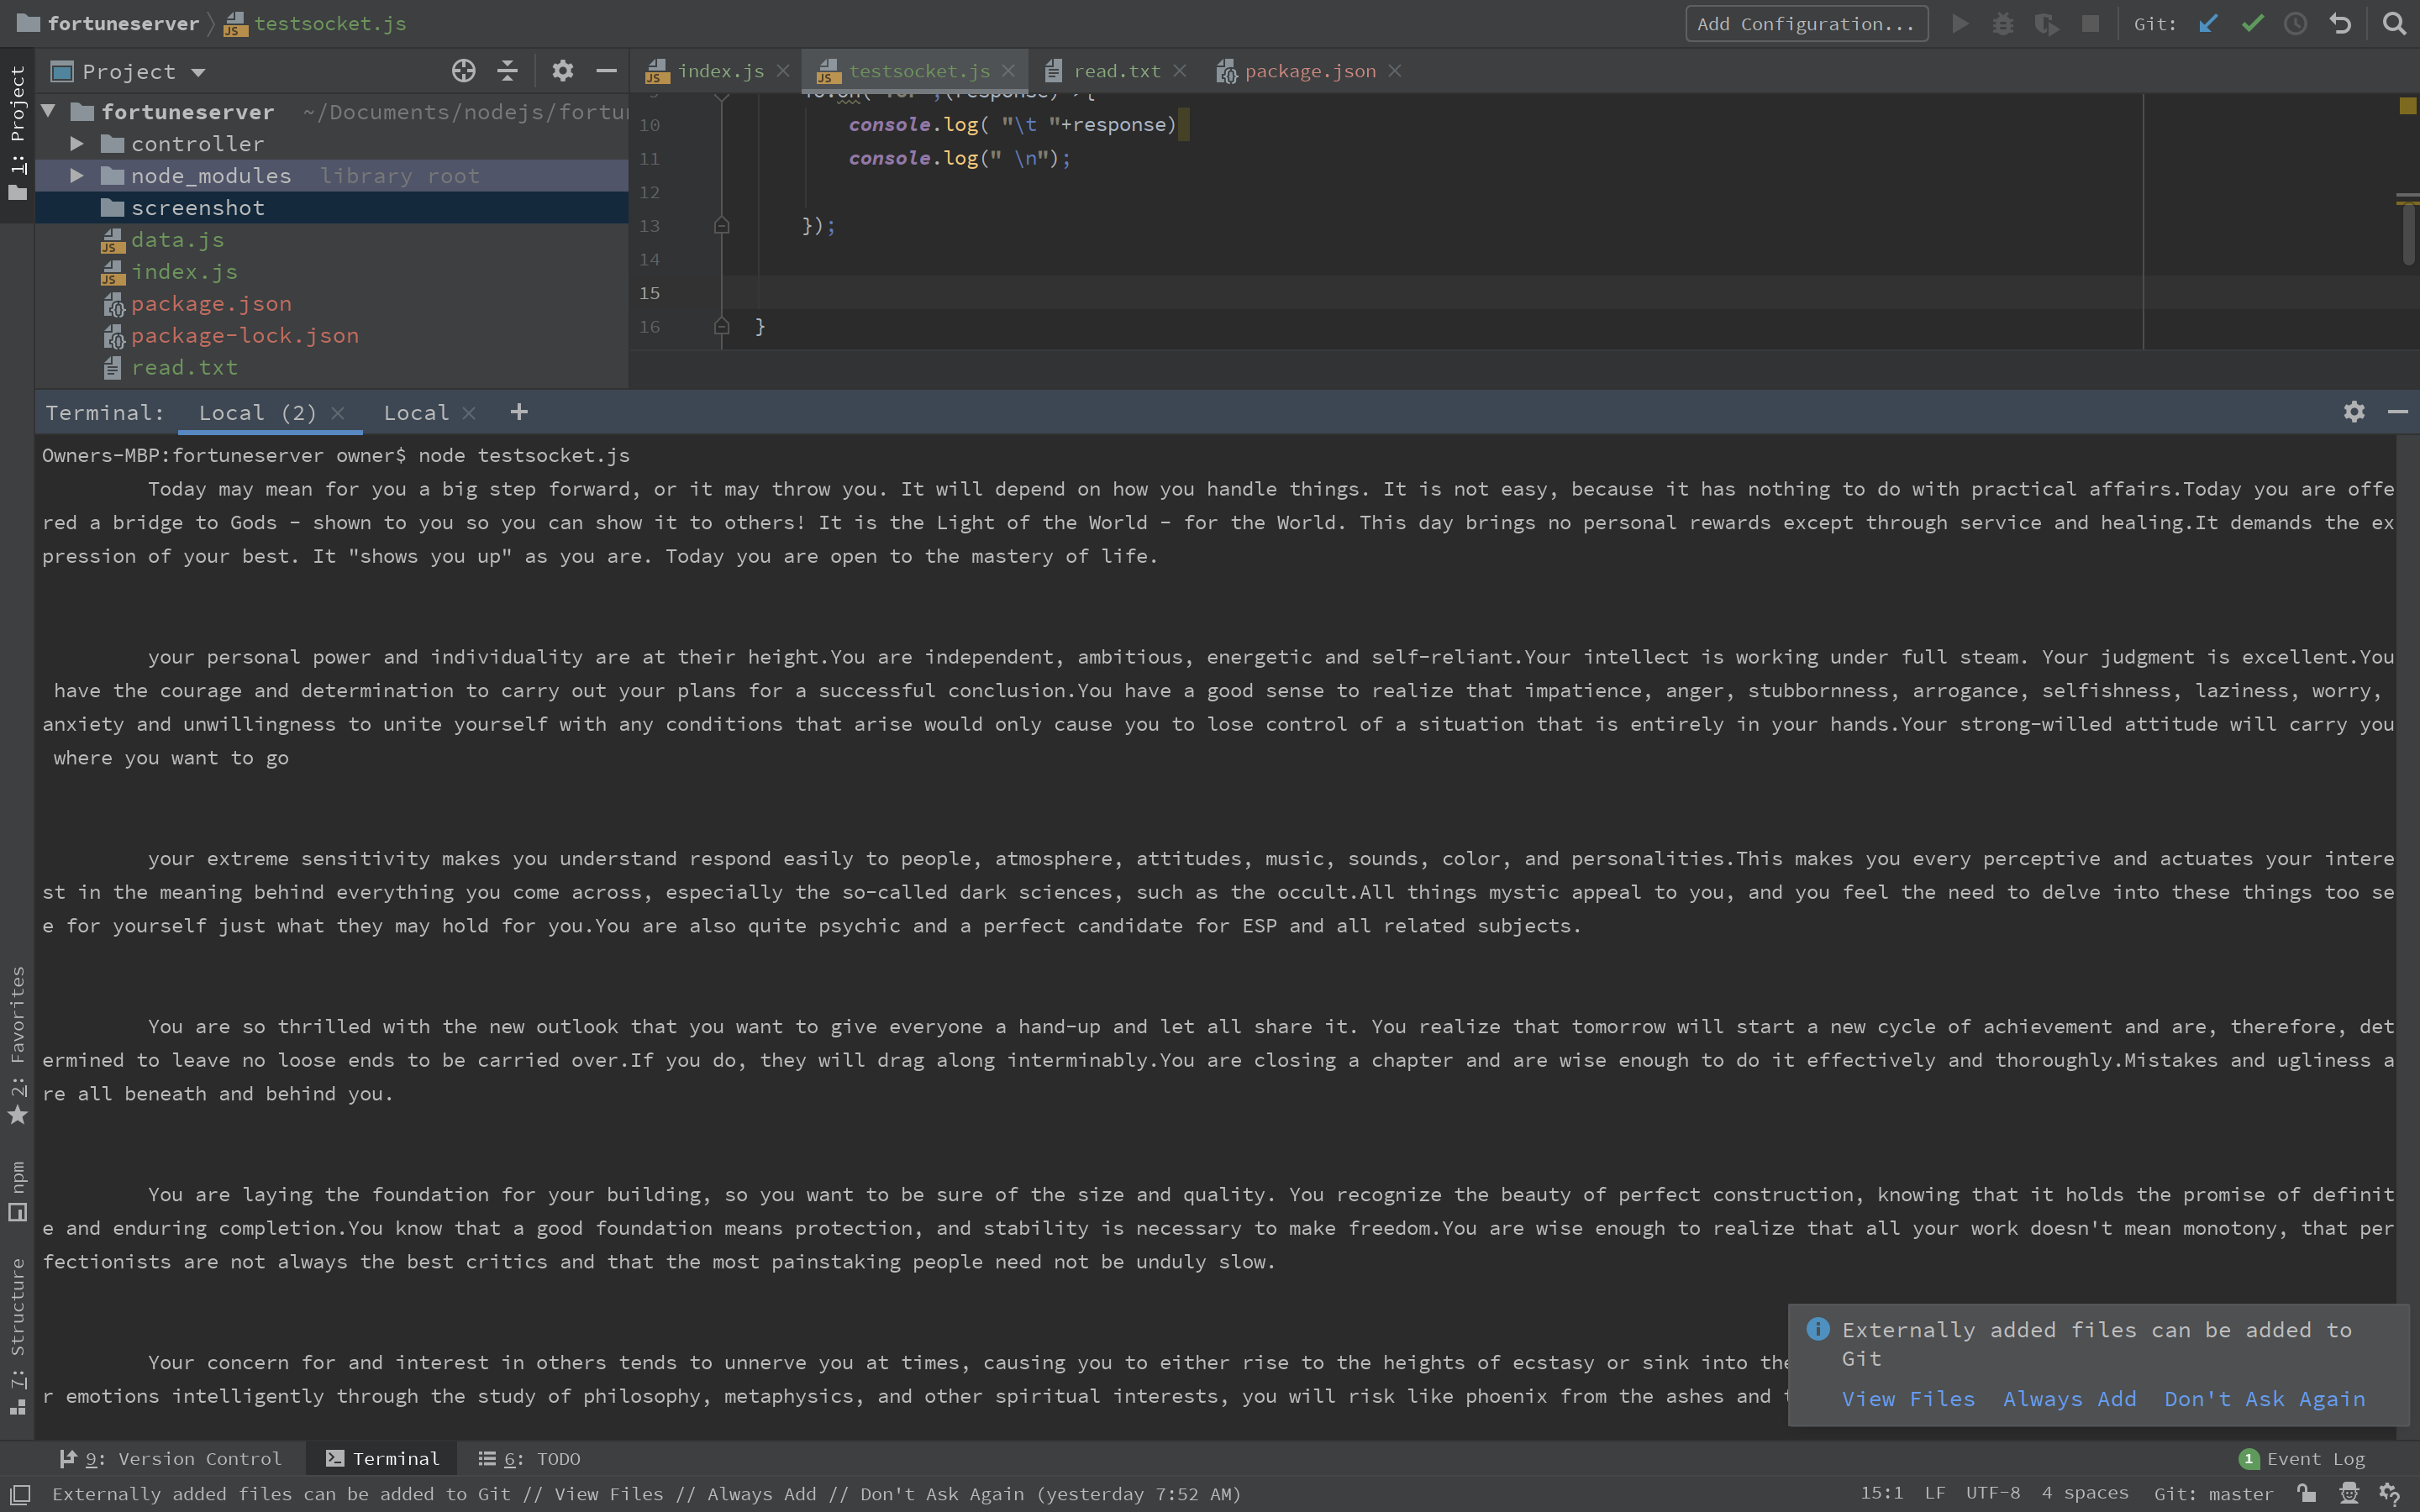 fortuneserver testsocket.js
Add Configuration...
Git:
1: Project
Project
index.js
testsocket.js
read.txt
package.json
fortuneserver ~/Documents/nodejs/fortu
controller
node_modules library root
screenshot
data.js
index.js
package.json
package-lock.json
read.txt
10 console.log( "\t "+response)
11 console.log(" \n");
12
13 });
14
15
16 }
Terminal: Local (2) Local +
Owners-MBP:fortuneserver owner$ node testsocket.js
Today may mean for you a big step forward, or it may throw you. It will depend on how you handle things. It is not easy, because it has nothing to do with practical affairs.Today you are offe
red a bridge to Gods - shown to you so you can show it to others! It is the Light of the World - for the World. This day brings no personal rewards except through service and healing.It demands the ex
pression of your best. It "shows you up" as you are. Today you are open to the mastery of life.
your personal power and individuality are at their height.You are independent, ambitious, energetic and self-reliant.Your intellect is working under full steam. Your judgment is excellent.You
have the courage and determination to carry out your plans for a successful conclusion.You have a good sense to realize that impatience, anger, stubbornness, arrogance, selfishness, laziness, worry,
anxiety and unwillingness to unite yourself with any conditions that arise would only cause you to lose control of a situation that is entirely in your hands.Your strong-willed attitude will carry you
where you want to go
your extreme sensitivity makes you understand respond easily to people, atmosphere, attitudes, music, sounds, color, and personalities.This makes you every perceptive and actuates your intere
st in the meaning behind everything you come across, especially the so-called dark sciences, such as the occult.All things mystic appeal to you, and you feel the need to delve into these things too se
e for yourself just what they may hold for you.You are also quite psychic and a perfect candidate for ESP and all related subjects.
You are so thrilled with the new outlook that you want to give everyone a hand-up and let all share it. You realize that tomorrow will start a new cycle of achievement and are, therefore, det
ermined to leave no loose ends to be carried over.If you do, they will drag along interminably.You are closing a chapter and are wise enough to do it effectively and thoroughly.Mistakes and ugliness a
re all beneath and behind you.
You are laying the foundation for your building, so you want to be sure of the size and quality. You recognize the beauty of perfect construction, knowing that it holds the promise of definit
e and enduring completion.You know that a good foundation means protection, and stability is necessary to make freedom.You are wise enough to realize that all your work doesn't mean monotony, that per
fectionists are not always the best critics and that the most painstaking people need not be unduly slow.
Your concern for and interest in others tends to unnerve you at times, causing you to either rise to the heights of ecstasy or sink into the
r emotions intelligently through the study of philosophy, metaphysics, and other spiritual interests, you will risk like phoenix from the ashes and
Externally added files can be added to
Git
View Files Always Add Don't Ask Again
2: Favorites
npm
7: Structure
9: Version Control
Terminal
6: TODO
1 Event Log
Externally added files can be added to Git // View Files // Always Add // Don't Ask Again (yesterday 7:52 AM)
15:1 LF UTF-8 4 spaces Git: master